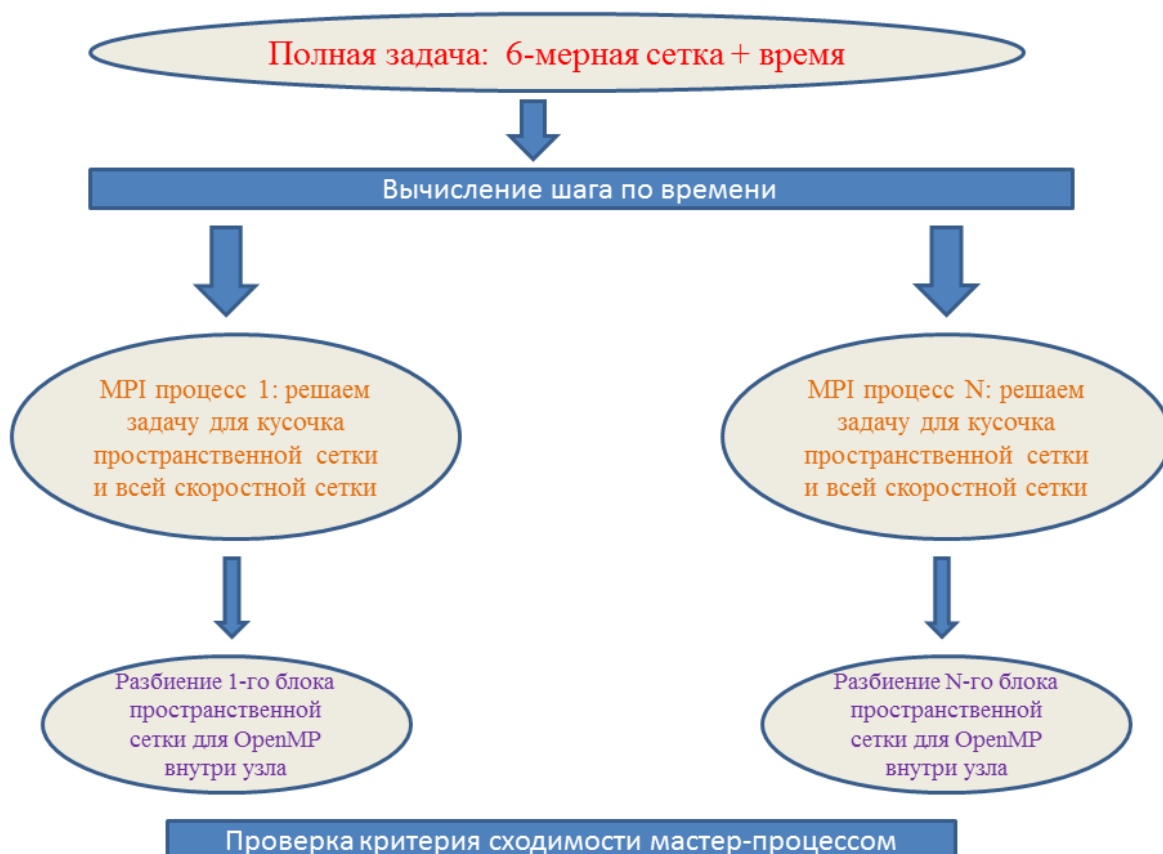 Полная задача: 6-мерная сетка + время
Вычисление шага по времени
MPI процесс 1: решаем
задачу для кусочка
пространственной сетки
и всей скоростной сетки
MPI процесс N: решаем
задачу для кусочка
пространственной сетки
и всей скоростной сетки
Разбиение 1-го блока
пространственной
сетки для OpenMP
внутри узла
Разбиение N-го блока
пространственной
сетки для OpenMP
внутри узла
Проверка критерия сходимости мастер-процессом